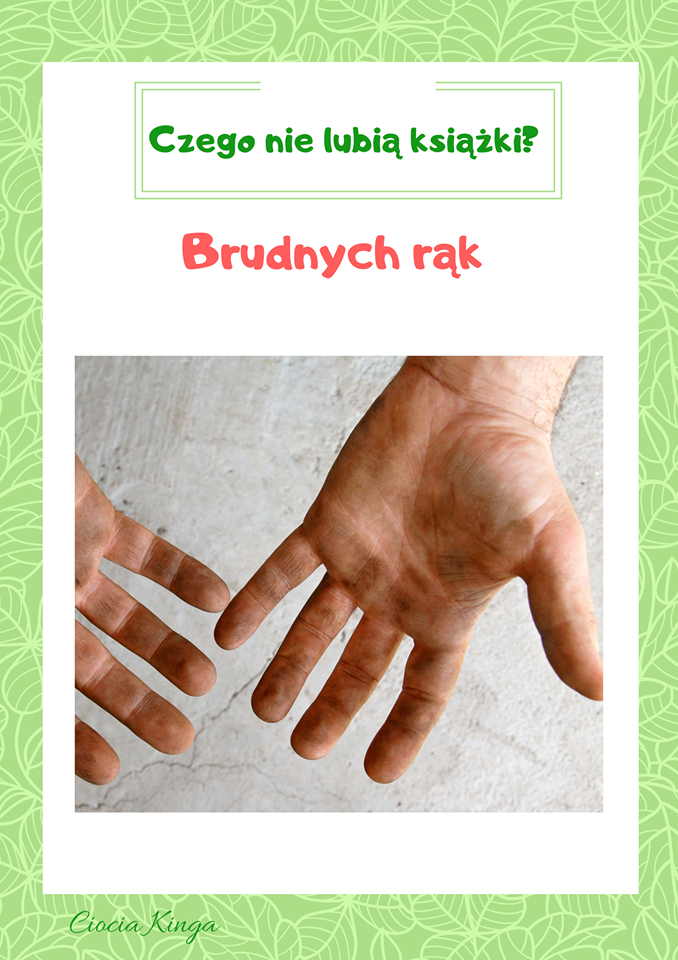 Czego nie lubią książki?
Brudnych rąk
Ciocia Kinga